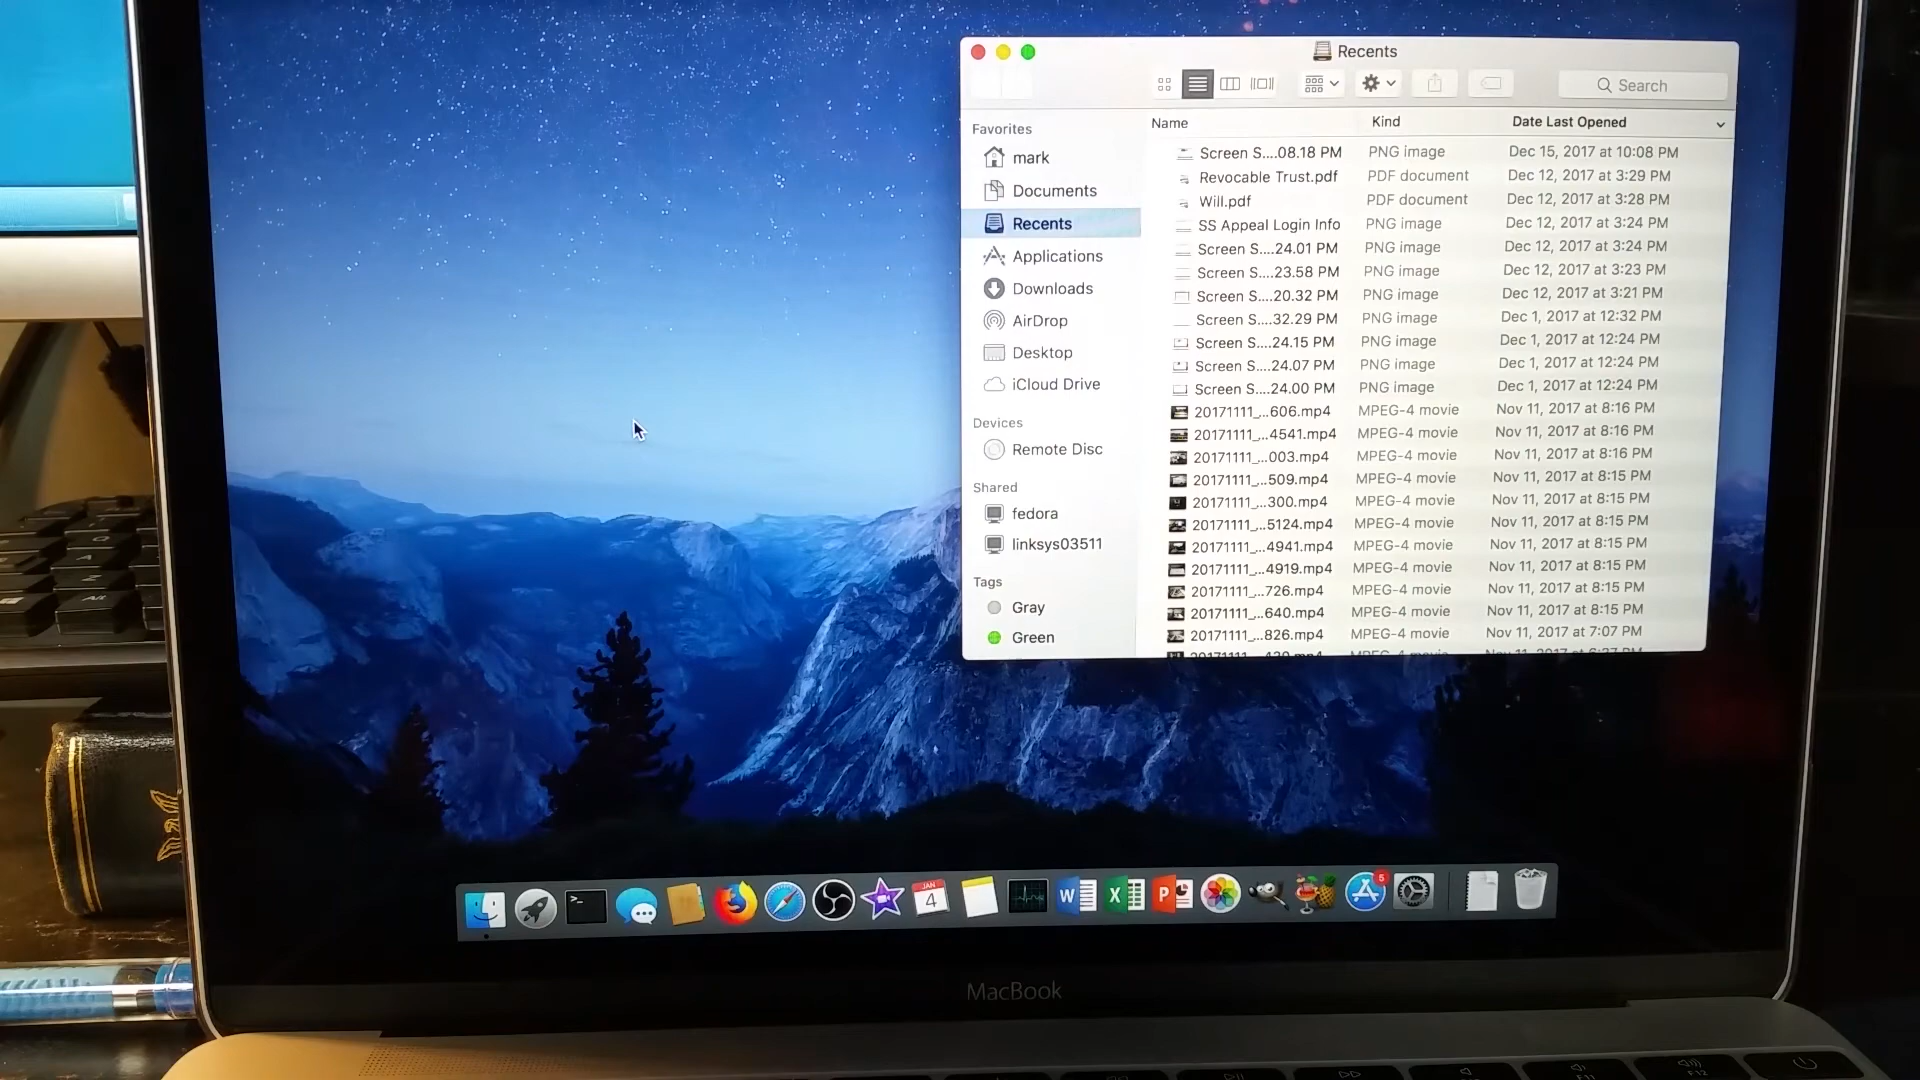 Recents
Search
Favorites
mark
Documents
Recents
Applications
Downloads
AirDrop
Desktop
iCloud Drive
Devices
Remote Disc
Shared
fedora
linksys03511
Tags
Gray
Green
Name Kind Date Last Opened
Screen S....08.18 PM PNG image Dec 15, 2017 at 10:08 PM
Revocable Trust.pdf PDF document Dec 12, 2017 at 3:29 PM
Will.pdf PDF document Dec 12, 2017 at 3:28 PM
SS Appeal Login Info PNG image Dec 12, 2017 at 3:24 PM
Screen S....24.01 PM PNG image Dec 12, 2017 at 3:24 PM
Screen S....23.58 PM PNG image Dec 12, 2017 at 3:23 PM
Screen S....20.32 PM PNG image Dec 12, 2017 at 3:21 PM
Screen S....32.29 PM PNG image Dec 1, 2017 at 12:32 PM
Screen S....24.15 PM PNG image Dec 1, 2017 at 12:24 PM
Screen S....24.07 PM PNG image Dec 1, 2017 at 12:24 PM
Screen S....24.00 PM PNG image Dec 1, 2017 at 12:24 PM
20171111_...606.mp4 MPEG-4 movie Nov 11, 2017 at 8:16 PM
20171111_...4541.mp4 MPEG-4 movie Nov 11, 2017 at 8:16 PM
20171111_...003.mp4 MPEG-4 movie Nov 11, 2017 at 8:16 PM
20171111_...509.mp4 MPEG-4 movie Nov 11, 2017 at 8:15 PM
20171111_...300.mp4 MPEG-4 movie Nov 11, 2017 at 8:15 PM
20171111_...5124.mp4 MPEG-4 movie Nov 11, 2017 at 8:15 PM
20171111_...4941.mp4 MPEG-4 movie Nov 11, 2017 at 8:15 PM
20171111_...4919.mp4 MPEG-4 movie Nov 11, 2017 at 8:15 PM
20171111_...726.mp4 MPEG-4 movie Nov 11, 2017 at 8:15 PM
20171111_...640.mp4 MPEG-4 movie Nov 11, 2017 at 8:15 PM
20171111_...826.mp4 MPEG-4 movie Nov 11, 2017 at 7:07 PM
JAN
4
W
X
P
5
MacBook
Q
A
Z
Alt
F11
F12